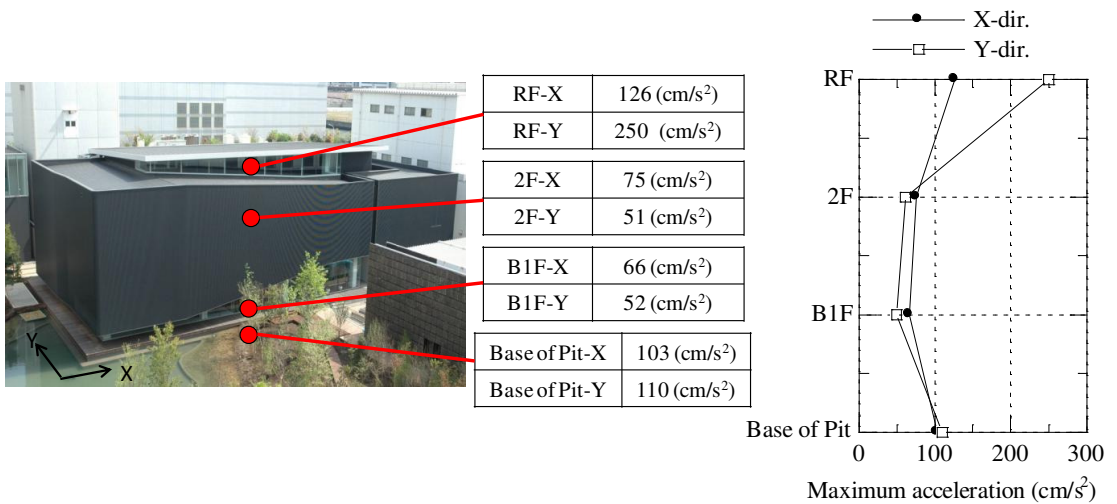 X-dir.
Y-dir.
RF-X 126 (cm/s²)
RF-Y 250 (cm/s²)
2F-X 75 (cm/s²)
2F-Y 51 (cm/s²)
B1F-X 66 (cm/s²)
B1F-Y 52 (cm/s²)
Base of Pit-X 103 (cm/s²)
Base of Pit-Y 110 (cm/s²)
Y
X
RF
2F
B1F
Base of Pit
0 100 200 300
Maximum acceleration (cm/s²)